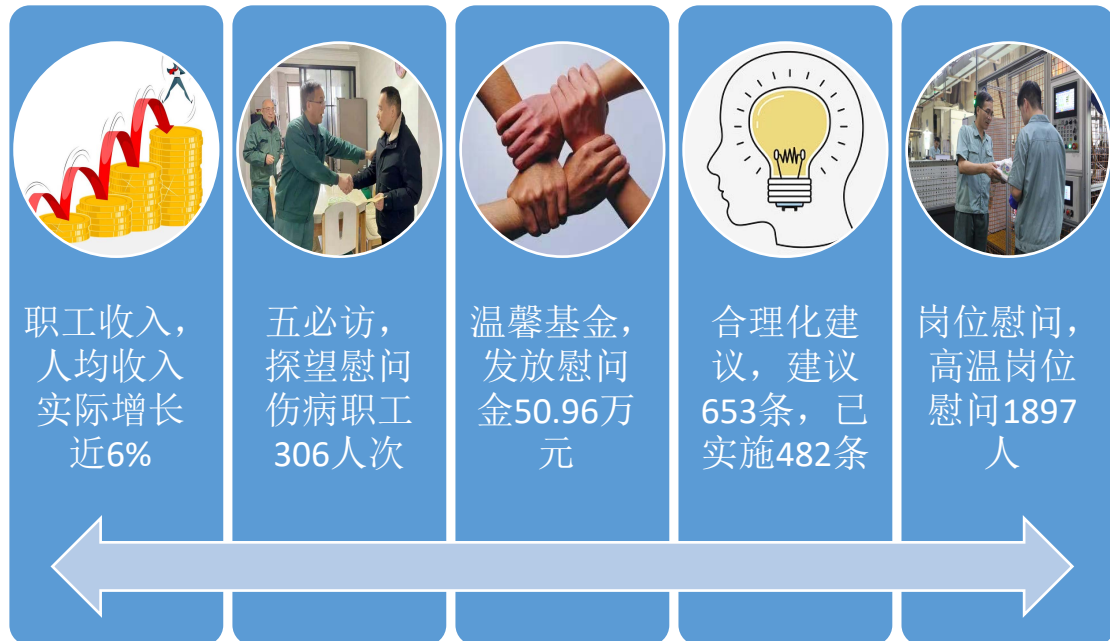 职工收入，
人均收入
实际增长
近6%
五必访，
探望慰问
伤病职工
306人次
温馨基金，
发放慰问
金50.96万
元
合理化建
议，建议
653条，已
实施482条
岗位慰问，
高温岗位
慰问1897
人